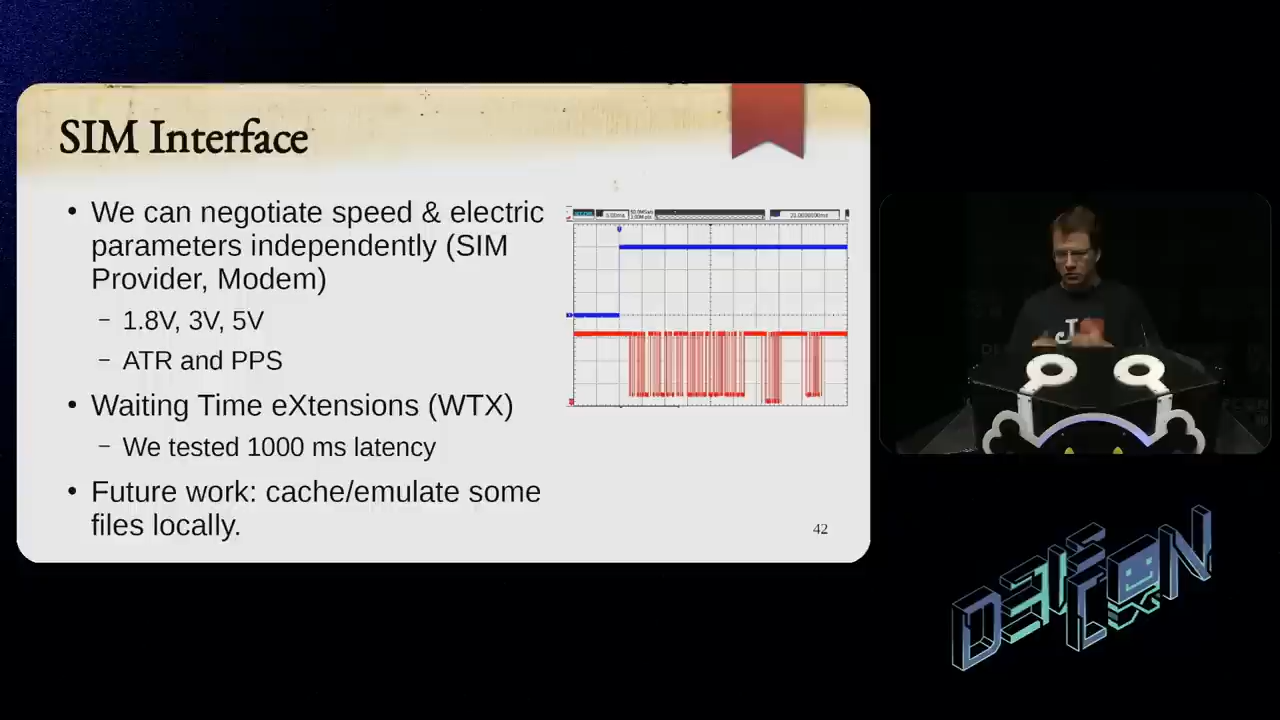 SIM Interface
• We can negotiate speed & electric
parameters independently (SIM
Provider, Modem)
– 1.8V, 3V, 5V
– ATR and PPS
• Waiting Time eXtensions (WTX)
– We tested 1000 ms latency
• Future work: cache/emulate some
files locally.
42
DEFCON